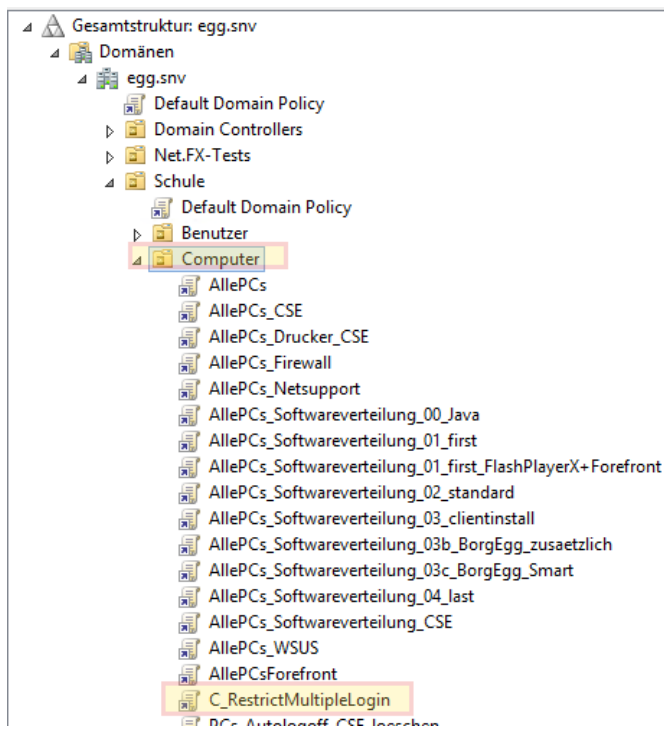 Gesamtstruktur: egg.snv
Domänen
egg.snv
Default Domain Policy
Domain Controllers
Net.FX-Tests
Schule
Default Domain Policy
Benutzer
Computer
AllePCs
AllePCs_CSE
AllePCs_Drucker_CSE
AllePCs_Firewall
AllePCs_Netsupport
AllePCs_Softwareverteilung_00_Java
AllePCs_Softwareverteilung_01_first
AllePCs_Softwareverteilung_01_first_FlashPlayerX+Forefront
AllePCs_Softwareverteilung_02_standard
AllePCs_Softwareverteilung_03_clientinstall
AllePCs_Softwareverteilung_03b_BorgEgg_zusaetzlich
AllePCs_Softwareverteilung_03c_BorgEgg_Smart
AllePCs_Softwareverteilung_04_last
AllePCs_Softwareverteilung_CSE
AllePCs_WSUS
AllePCsForefront
C_RestrictMultipleLogin
PCs_Autologoff_CSE_loeschen